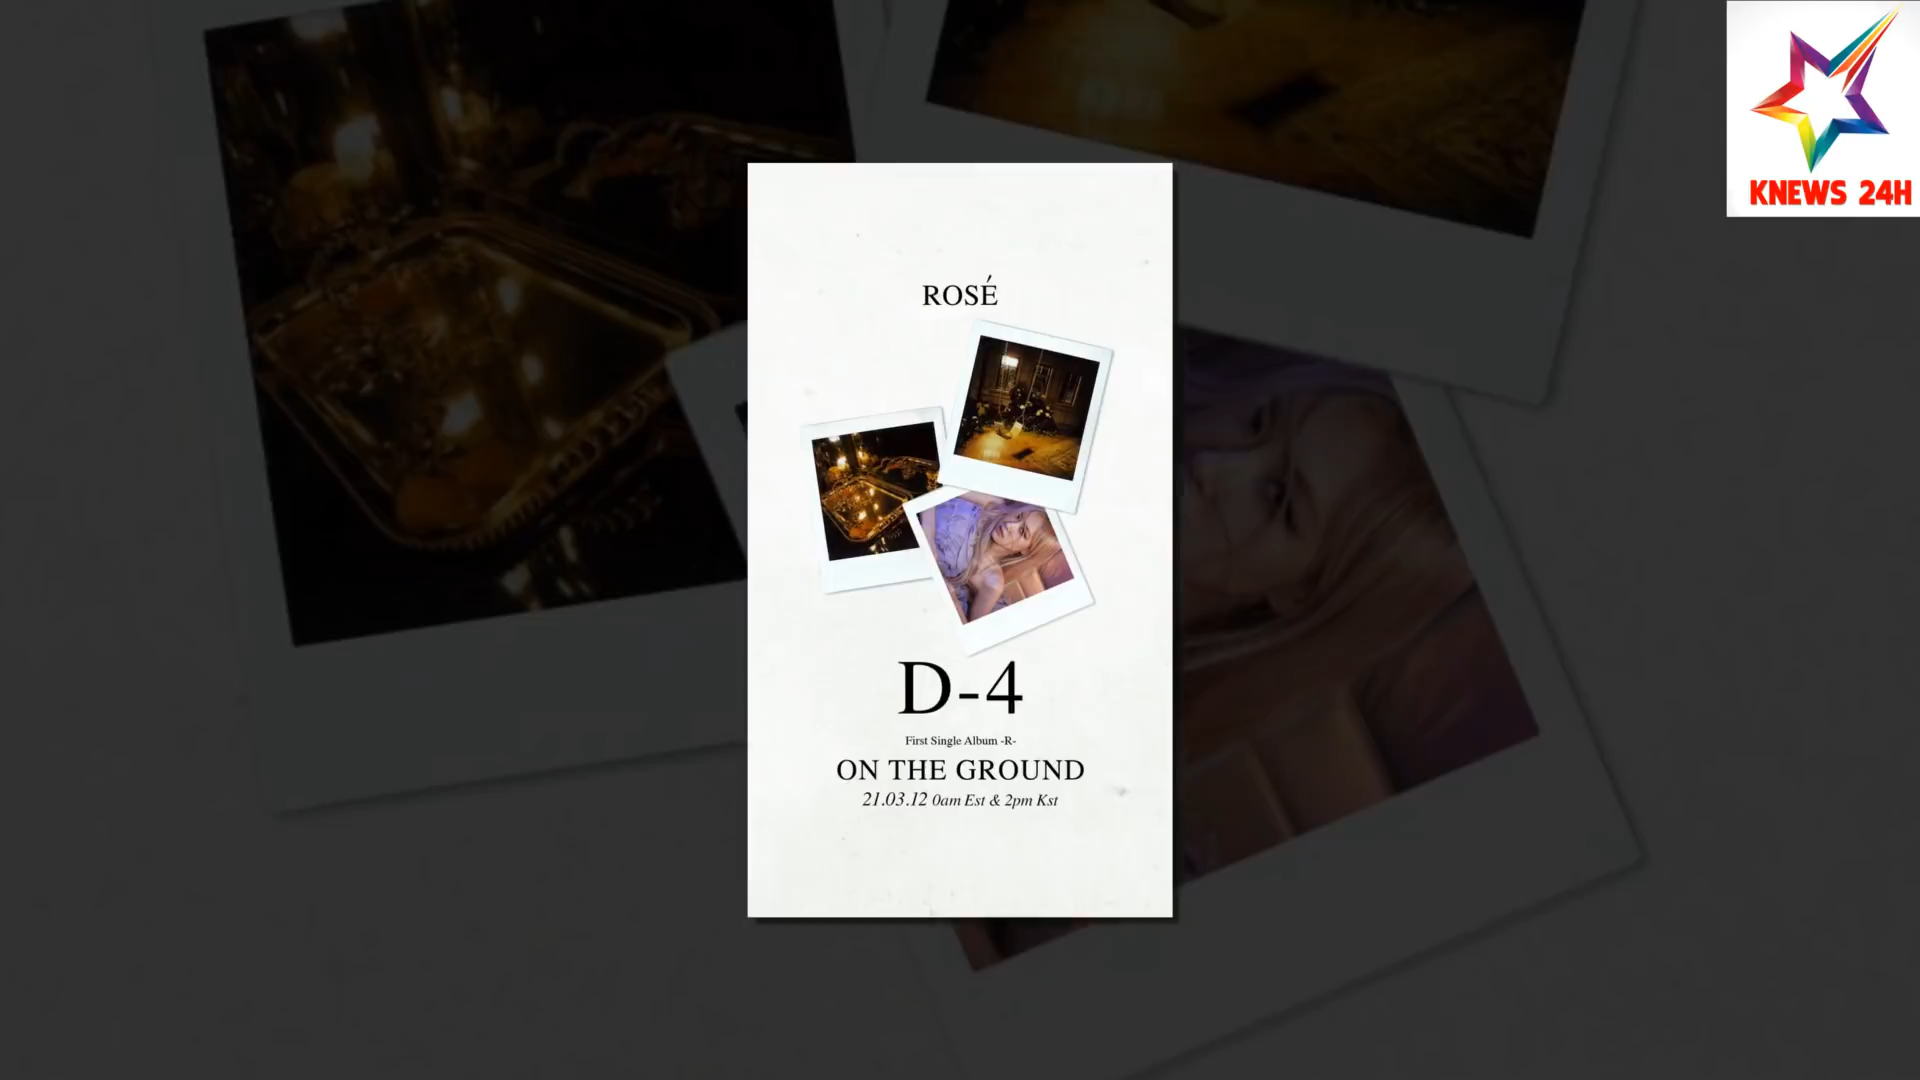 KNEWS 24H
ROSÉ
D-4
First Single Album -R-
ON THE GROUND
21.03.12 0am Est & 2pm Kst